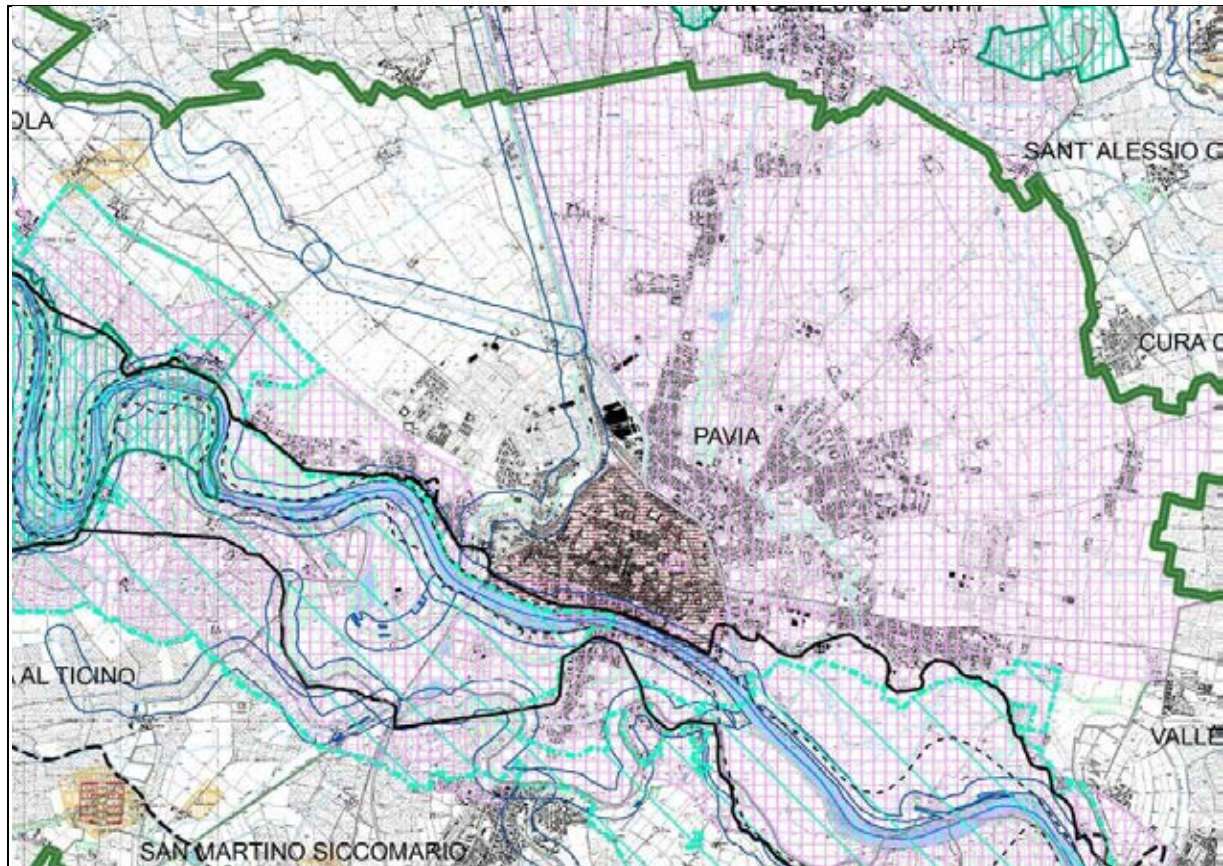 OLA
SANT'ALESSIO C
CURA C
PAVIA
A AL TICINO
VALLE
SAN MARTINO SICCOMARIO